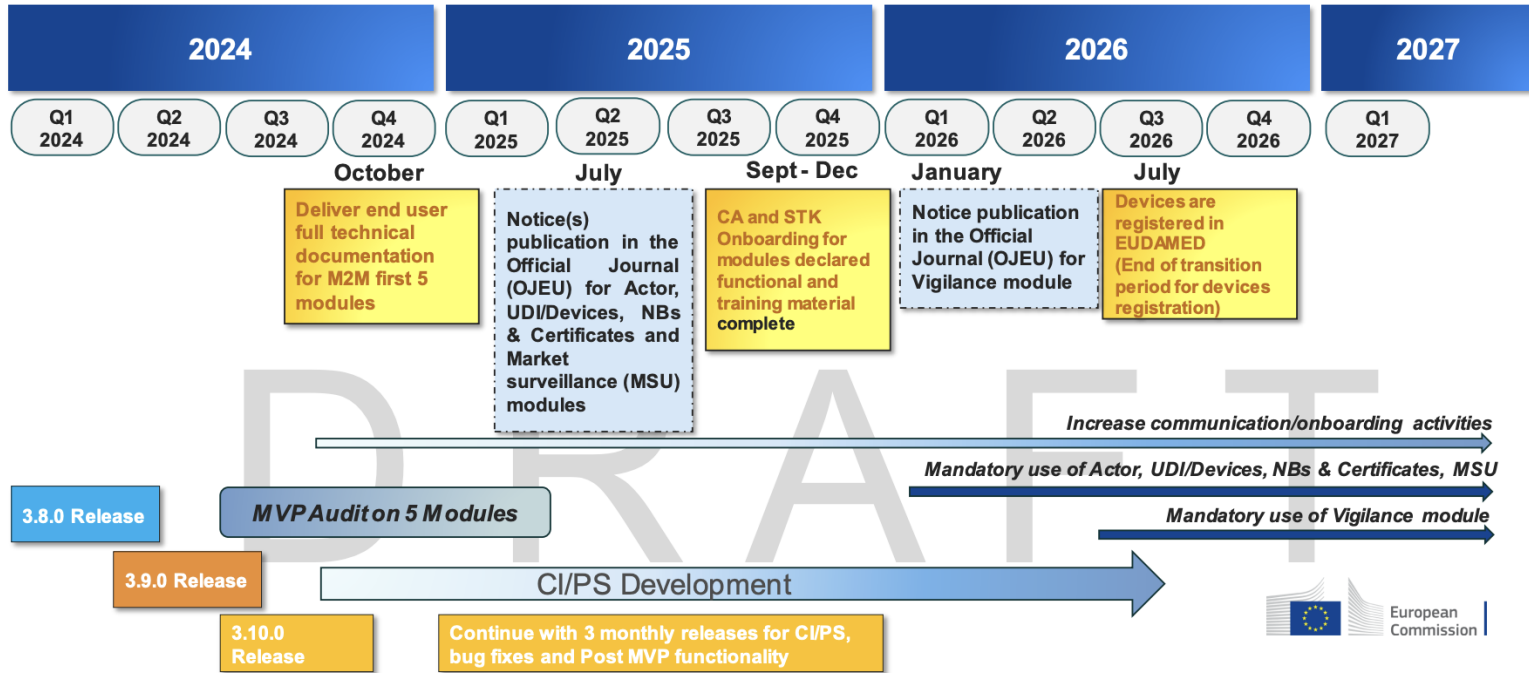 2024
2025
2026
2027
Q1
2024
Q2
2024
Q3
2024
Q4
2024
Q1
2025
Q2
2025
Q3
2025
Q4
2025
Q1
2026
Q2
2026
Q3
2026
Q4
2026
Q1
2027
October
July
Sept - Dec
January
July
Deliver end user
full technical
documentation
for M2M first 5
modules
Notice(s)
publication in the
Official Journal
(OJEU) for Actor,
UDI/Devices, NBs
& Certificates and
Market
surveillance (MSU)
modules
CA and STK
Onboarding for
modules declared
functional and
training material
complete
Notice publication
in the Official
Journal (OJEU) for
Vigilance module
Devices are
registered in
EUDAMED
(End of transition
period for devices
registration)
DRAFT
Increase communication/onboarding activities
Mandatory use of Actor, UDI/Devices, NBs & Certificates, MSU
3.8.0 Release
MVP Audit on 5 Modules
Mandatory use of Vigilance module
3.9.0 Release
CI/PS Development
3.10.0
Release
Continue with 3 monthly releases for CI/PS,
bug fixes and Post MVP functionality
European
Commission